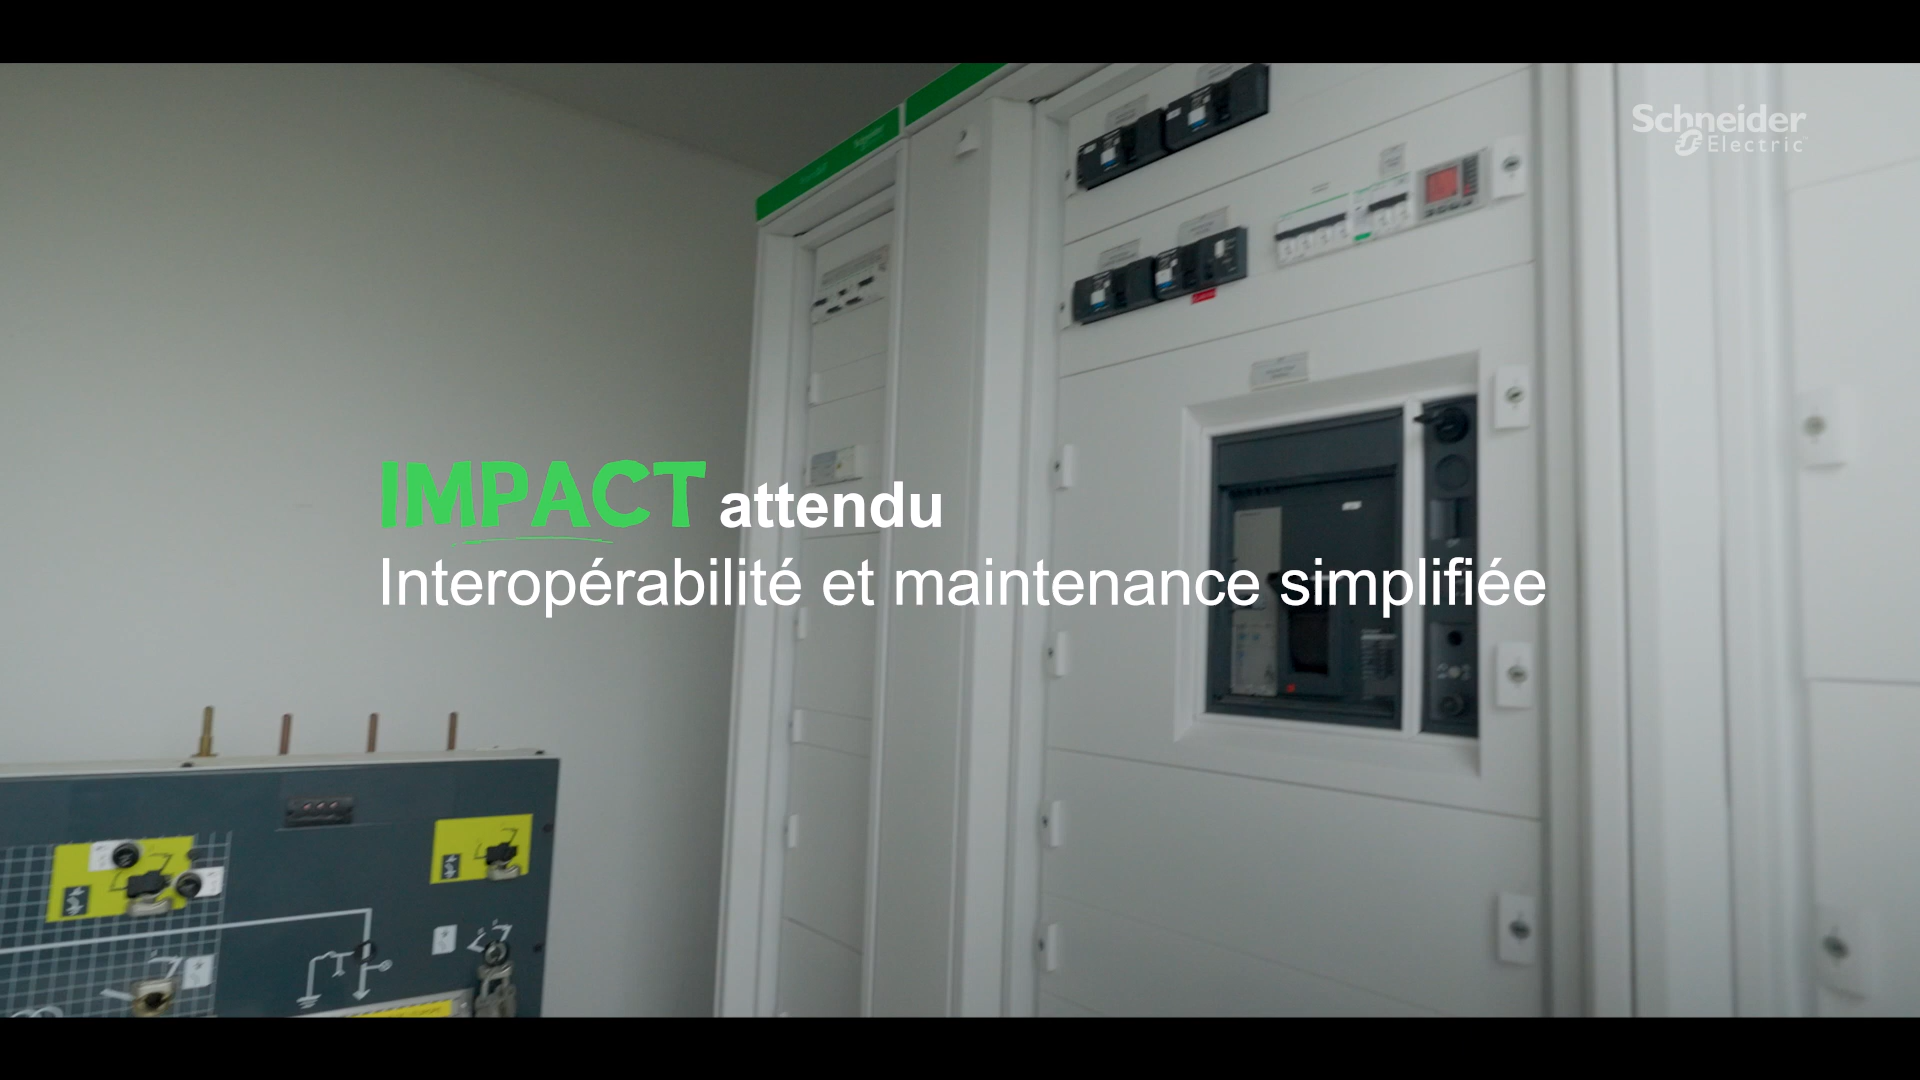 Schneider
Electric
IMPACT attendu
Interopérabilité et maintenance simplifiée